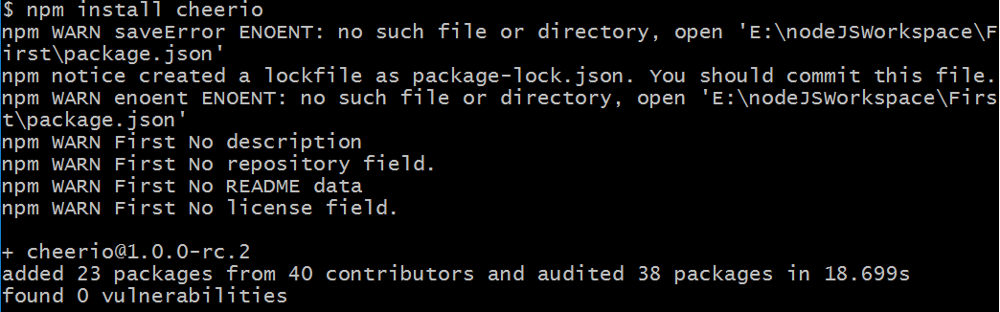 $ npm install cheerio
npm WARN saveError ENOENT: no such file or directory, open 'E:\nodeJSWorkspace\F
irst\package.json'
npm notice created a lockfile as package-lock.json. You should commit this file.
npm WARN enoent ENOENT: no such file or directory, open 'E:\nodeJSWorkspace\Firs
t\package.json'
npm WARN First No description
npm WARN First No repository field.
npm WARN First No README data
npm WARN First No license field.

+ cheerio@1.0.0-rc.2
added 23 packages from 40 contributors and audited 38 packages in 18.699s
found 0 vulnerabilities